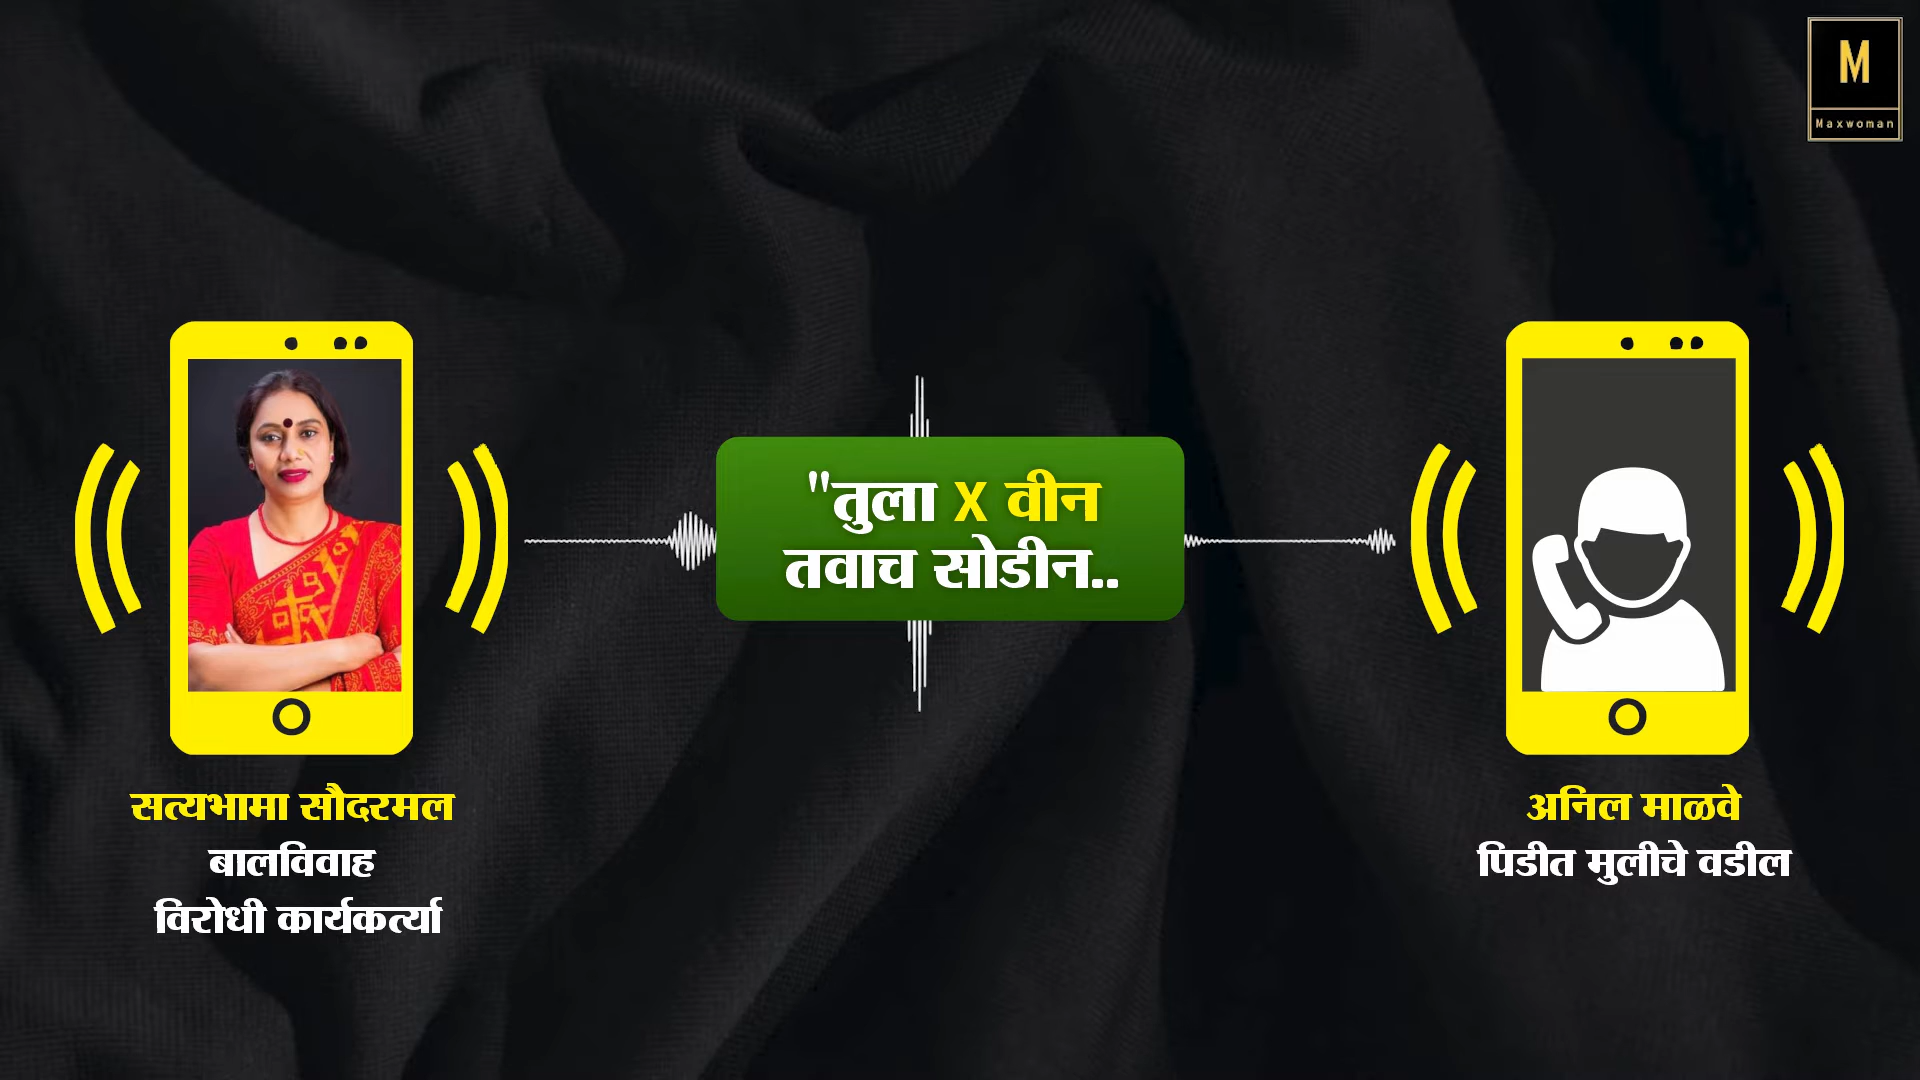 M
Maxwoman
"तुला x वीन
तवाच सोडीन..
सत्यभामा सौदरमल
बालविवाह
विरोधी कार्यकर्त्या
अनिल माळवे
पिडीत मुलीचे वडील